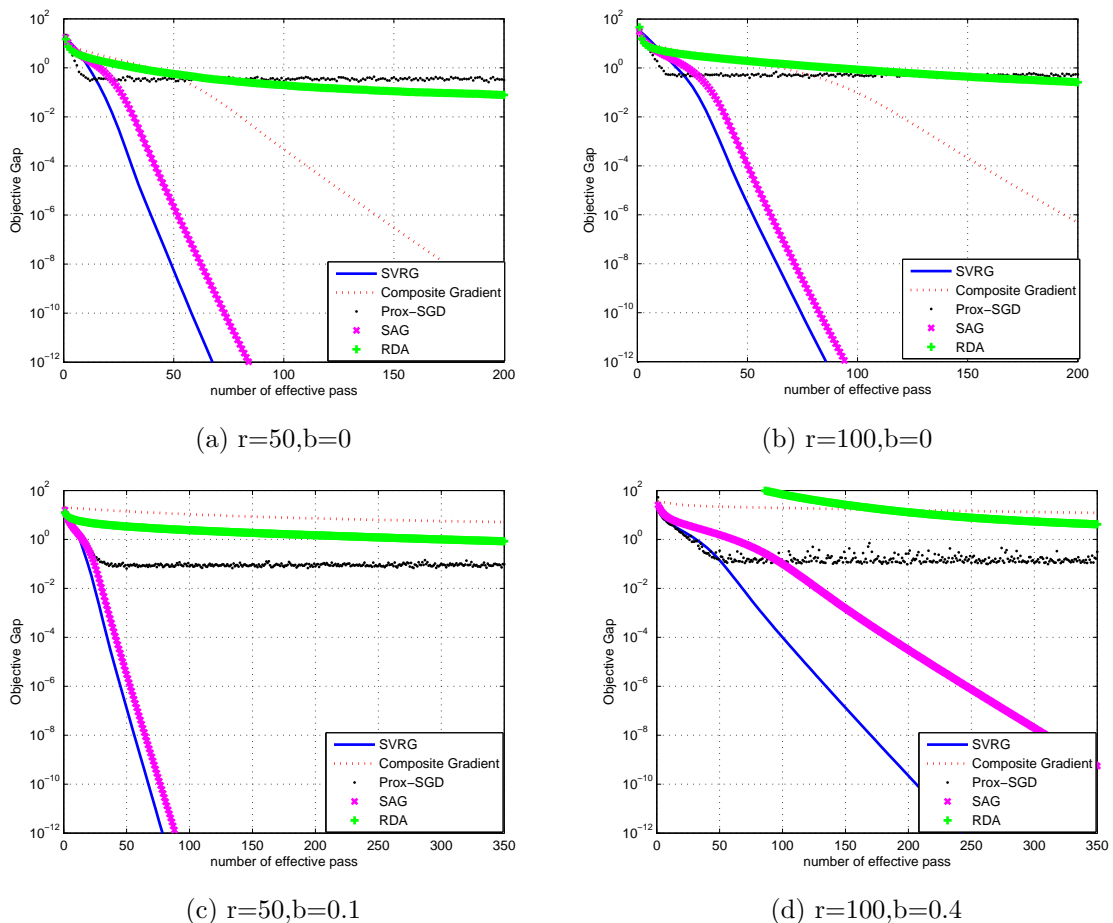 10^2
10^0
10^−2
10^−4
10^−6
10^−8
10^−10
10^−12
Objective Gap
0 50 100 150 200
number of effective pass
SVRG
Composite Gradient
Prox−SGD
SAG
RDA
(a) r=50,b=0
10^2
10^0
10^−2
10^−4
10^−6
10^−8
10^−10
10^−12
Objective Gap
0 50 100 150 200
number of effective pass
SVRG
Composite Gradient
Prox−SGD
SAG
RDA
(b) r=100,b=0
10^2
10^0
10^−2
10^−4
10^−6
10^−8
10^−10
10^−12
Objective Gap
0 50 100 150 200 250 300 350
number of effective pass
SVRG
Composite Gradient
Prox−SGD
SAG
RDA
(c) r=50,b=0.1
10^2
10^0
10^−2
10^−4
10^−6
10^−8
10^−10
10^−12
Objective Gap
0 50 100 150 200 250 300 350
number of effective pass
SVRG
Composite Gradient
Prox−SGD
SAG
RDA
(d) r=100,b=0.4